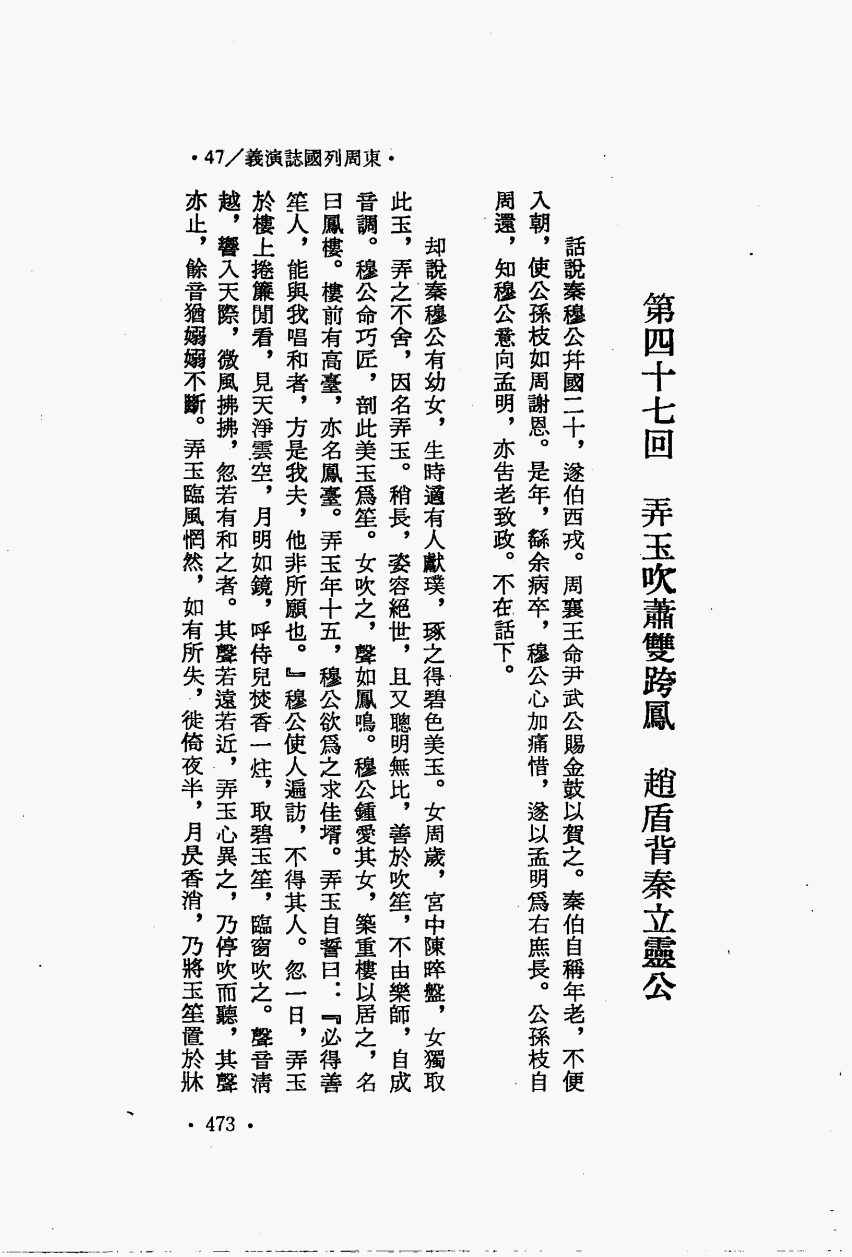 ·東周列國誌演義/47·
第四十七回　弄玉吹蕭雙跨鳳　趙盾背秦立靈公
話說秦穆公幷國二十，遂伯西戎。周襄王命尹武公賜金鼓以賀之。秦伯自稱年老，不便
入朝，使公孫枝如周謝恩。是年，繇余病卒，穆公心加痛惜，遂以孟明爲右庶長。公孫枝自
周還，知穆公意向孟明，亦告老致政。不在話下。
却說秦穆公有幼女，生時適有人獻璞，琢之得碧色美玉。女周歲，宮中陳晬盤，女獨取
此玉，弄之不舍，因名弄玉。稍長，姿容絕世，且又聰明無比，善於吹笙，不由樂師，自成
音調。穆公命巧匠，剖此美玉爲笙。女吹之，聲如鳳鳴。穆公鍾愛其女，築重樓以居之，名
曰鳳樓。樓前有高臺，亦名鳳臺。弄玉年十五，穆公欲爲之求佳壻。弄玉自誓曰：『必得善
笙人，能與我唱和者，方是我夫，他非所願也。』穆公使人遍訪，不得其人。忽一日，弄玉
於樓上捲簾閒看，見天淨雲空，月明如鏡，呼侍兒焚香一炷，取碧玉笙，臨窗吹之。聲音淸
越，響入天際，微風拂拂，忽若有和之者。其聲若遠若近，弄玉心異之，乃停吹而聽，其聲
亦止，餘音猶嫋嫋不斷。弄玉臨風惘然，如有所失，徙倚夜半，月昃香消，乃將玉笙置於牀
·473·